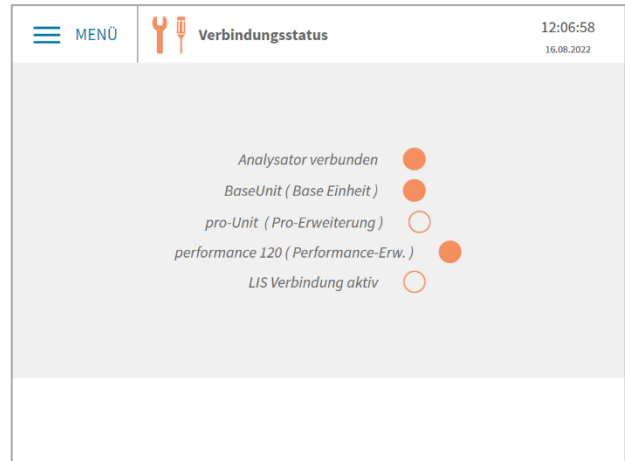 MENÜ
Verbindungsstatus
12:06:58
16.08.2022
Analysator verbunden
BaseUnit ( Base Einheit )
pro-Unit ( Pro-Erweiterung )
performance 120 ( Performance-Erw. )
LIS Verbindung aktiv